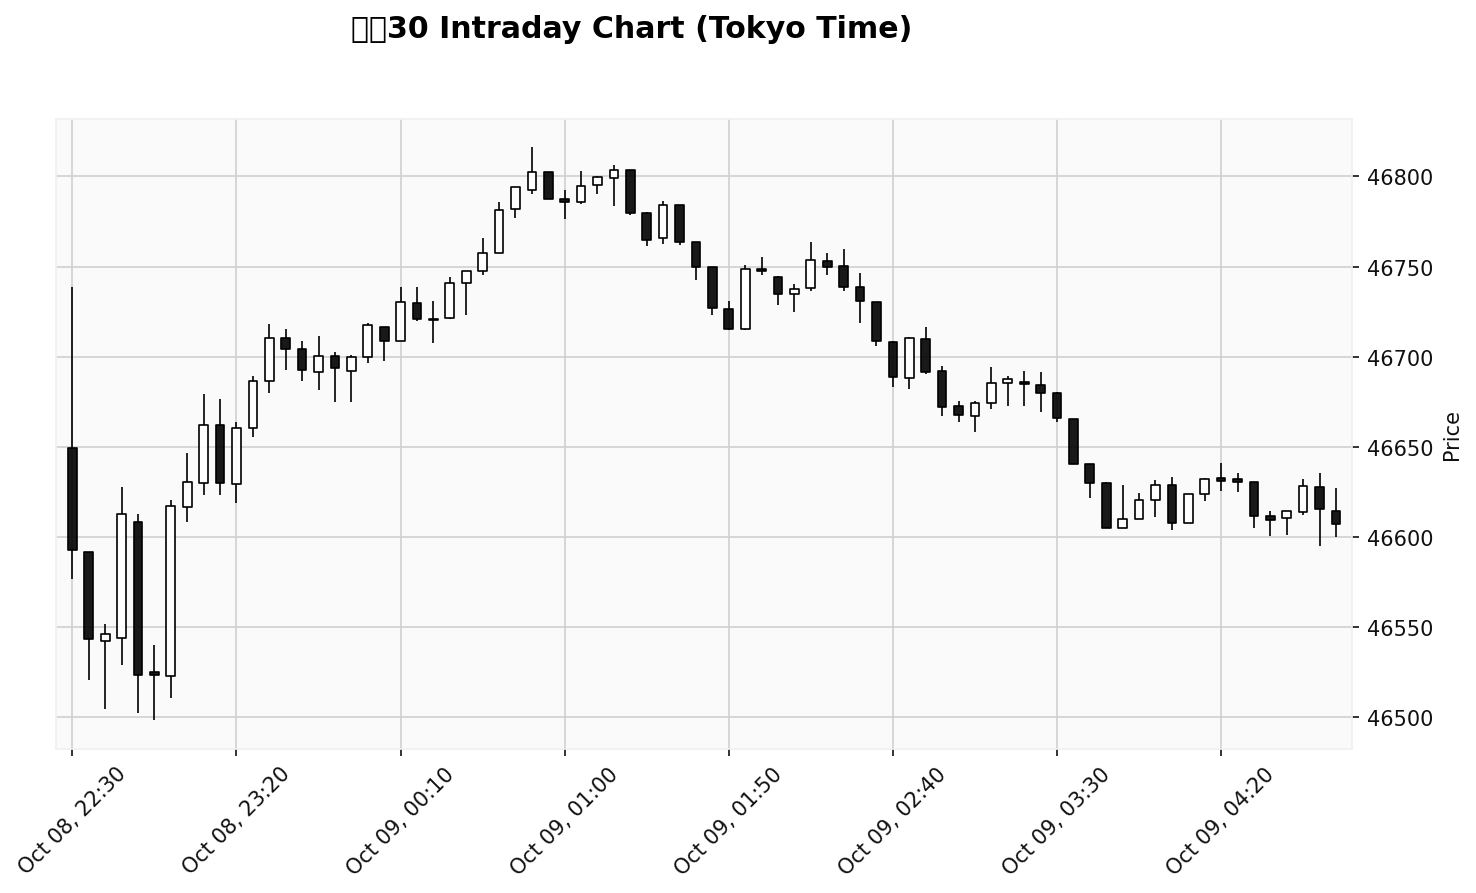 30 Intraday Chart (Tokyo Time)
46800
46750
46700
46650
46600
46550
46500
Price
Oct 08, 22:30
Oct 08, 23:20
Oct 09, 00:10
Oct 09, 01:00
Oct 09, 01:50
Oct 09, 02:40
Oct 09, 03:30
Oct 09, 04:20